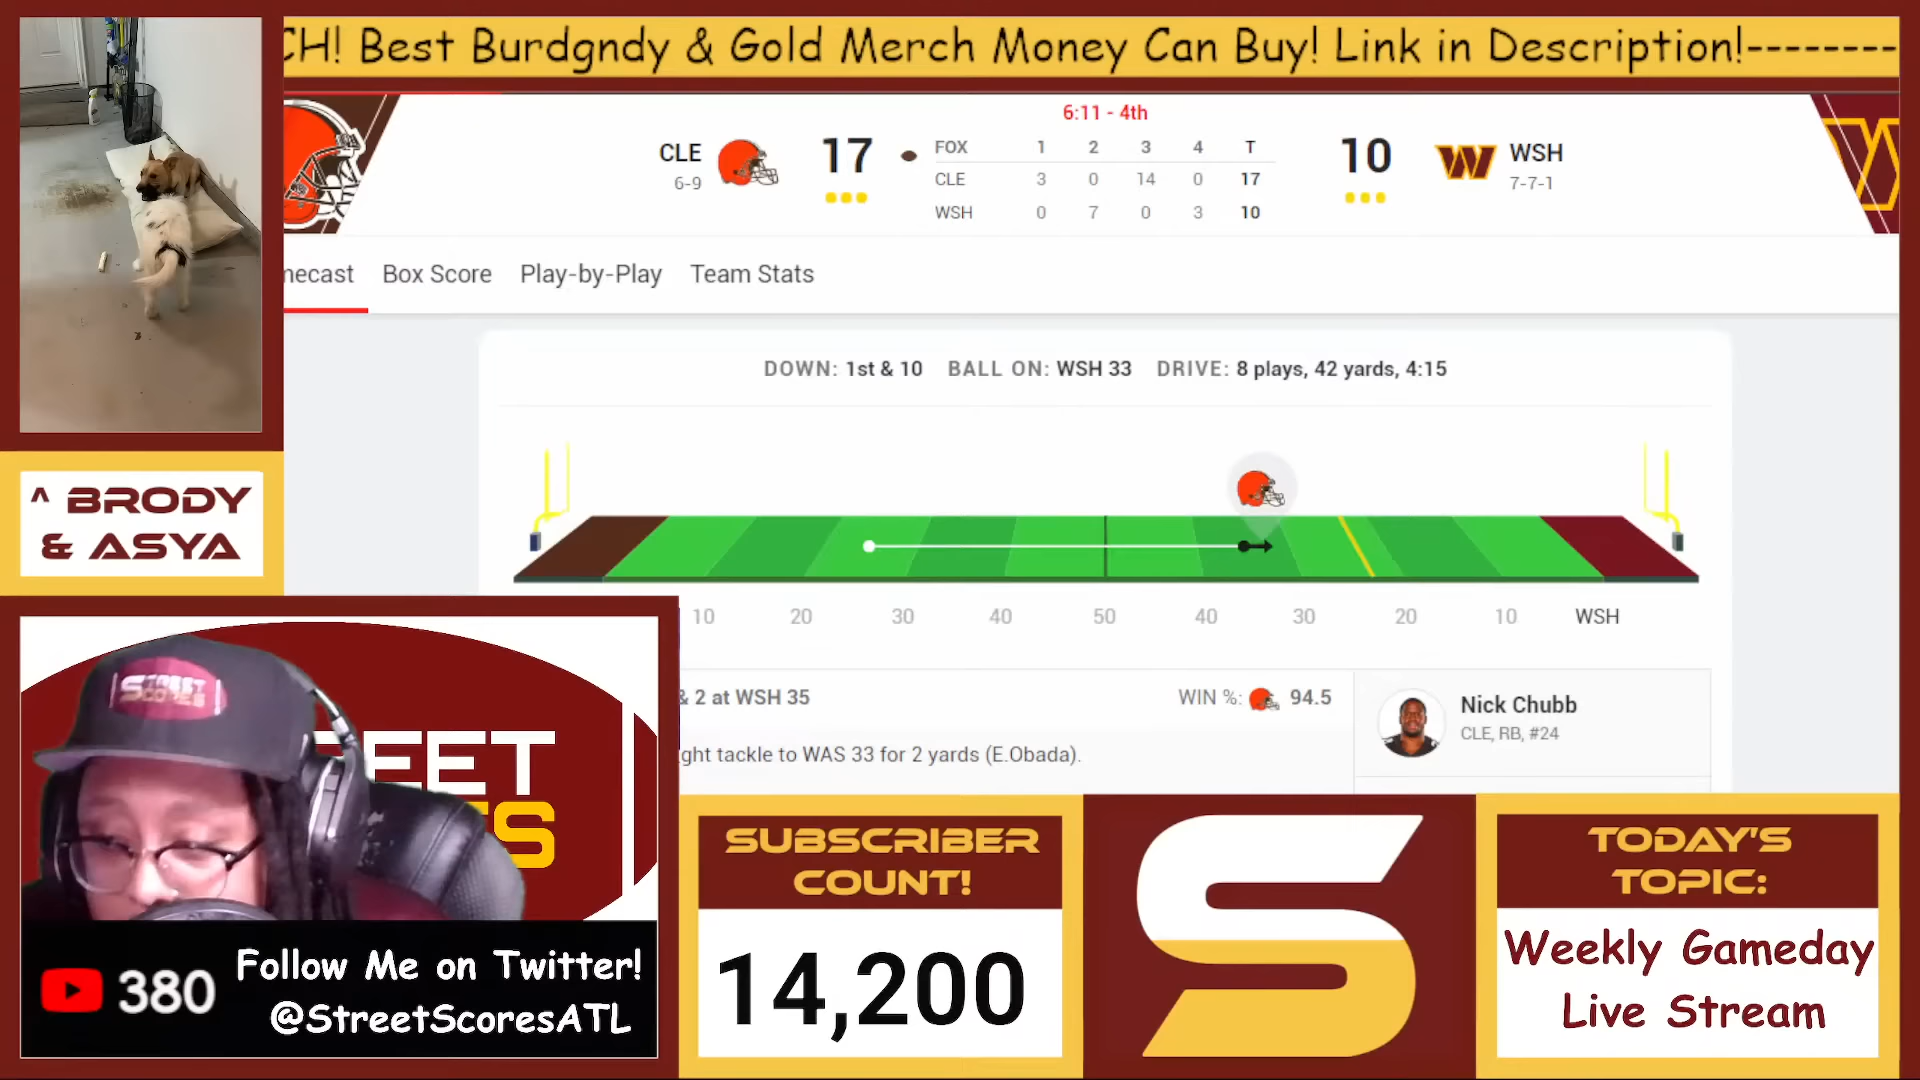 CH! Best Burdgndy & Gold Merch Money Can Buy! Link in Description!--------
6:11 - 4th
CLE 17 FOX 1 2 3 4 T 10 WSH
6-9 CLE 3 0 14 0 17 7-7-1
WSH 0 7 0 3 10
necast Box Score Play-by-Play Team Stats
DOWN: 1st & 10 BALL ON: WSH 33 DRIVE: 8 plays, 42 yards, 4:15
^ BRODY
& ASYA
10 20 30 40 50 40 30 20 10 WSH
& 2 at WSH 35 WIN %: 94.5
ght tackle to WAS 33 for 2 yards (E.Obada).
Nick Chubb
CLE, RB, #24
STREET
SCORES
EET
ES
380
Follow Me on Twitter!
@StreetScoresATL
SUBSCRIBER
COUNT!
14,200
S
TODAY'S
TOPIC:
Weekly Gameday
Live Stream